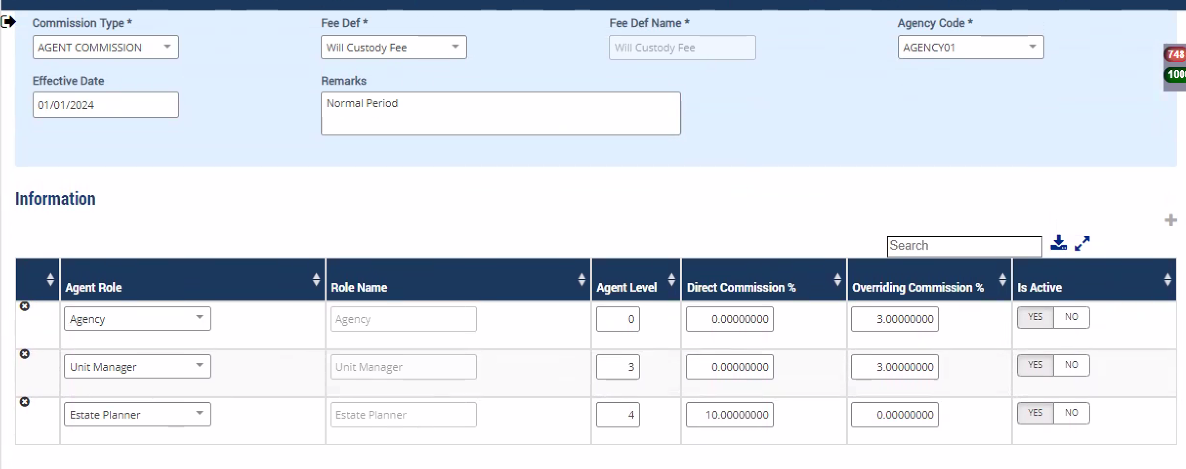 Commission Type * Fee Def * Fee Def Name * Agency Code *
AGENT COMMISSION Will Custody Fee Will Custody Fee AGENCY01
748
100
Effective Date Remarks
01/01/2024 Normal Period
Information
Search
Agent Role Role Name Agent Level Direct Commission % Overriding Commission % Is Active
Agency Agency 0 0.00000000 3.00000000 YES NO
Unit Manager Unit Manager 3 0.00000000 3.00000000 YES NO
Estate Planner Estate Planner 4 10.00000000 0.00000000 YES NO